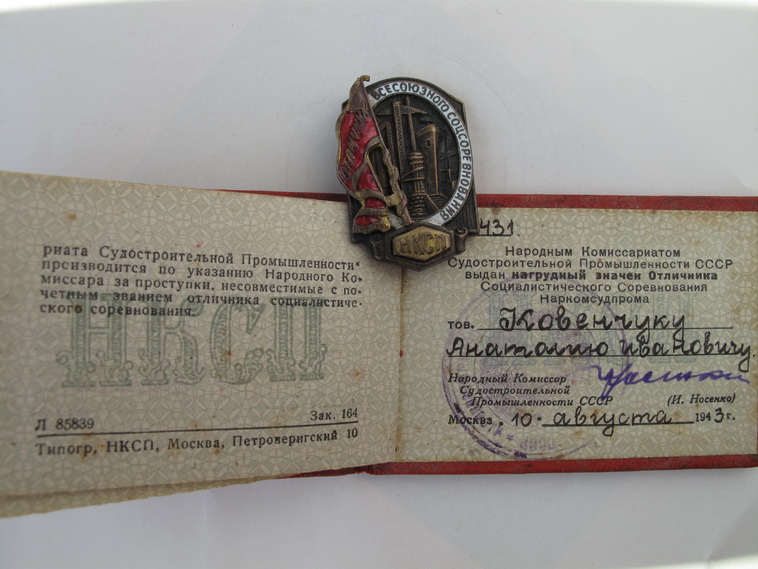 ВСЕСОЮЗНОГО СОЦСОРЕВНОВАНИЯ
НКСП
риата Судостроительной Промышленности
производится по указанию Народного Ко-
миссара за проступки, несовместимые с по-
четным званием отличника социалистиче-
ского соревнования.
НКСП
Л 85839 Зак. 164
Типогр, НКСП, Москва, Петроверигский 10
431.
Народным Комиссариатом
Судостроительной Промышленности СССР
выдан нагрудный значек Отличника
Социалистического Соревнования
Наркомсудпрома
тов. Ковенчуку
Анатолию Ивановичу.
Народный Комиссар
Судостроительной
Промышленности СССР (И. Носенко)
Москва. 10 - августа 1943 г.